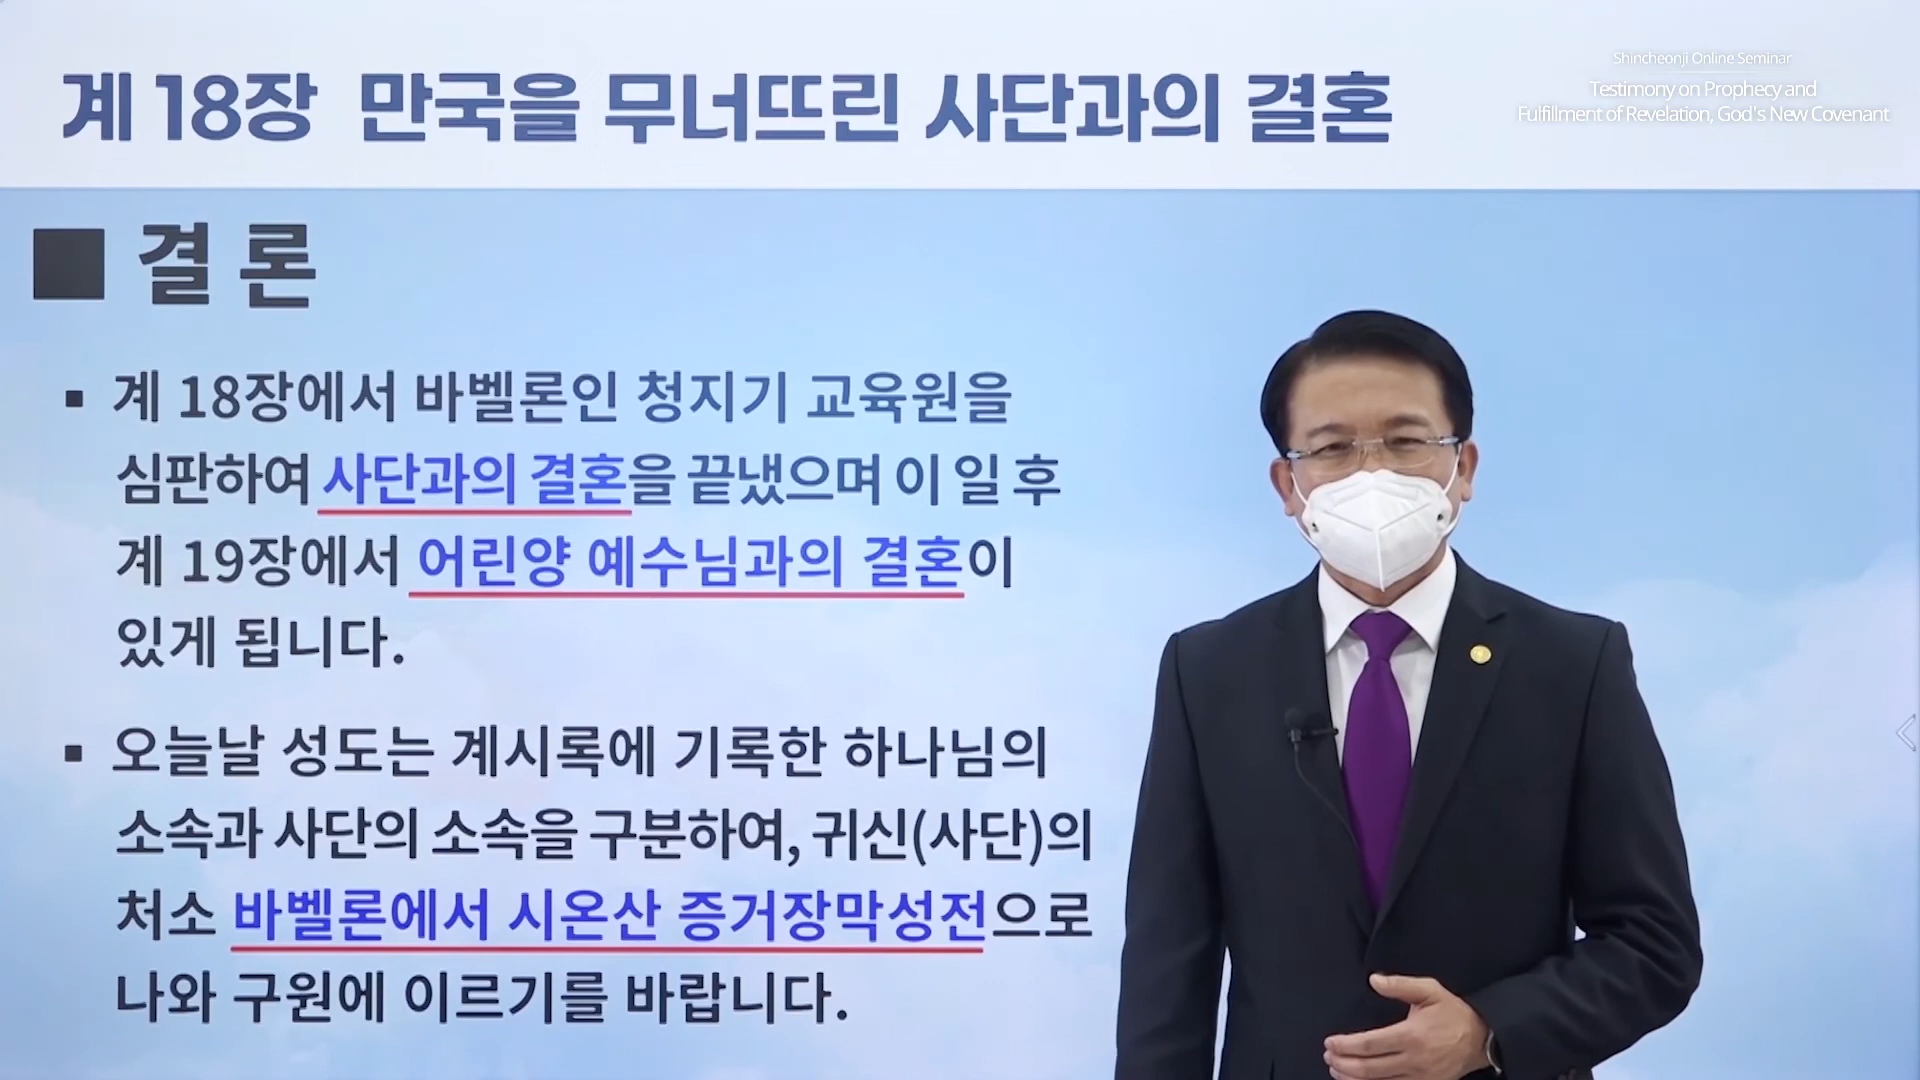 계 18장 만국을 무너뜨린 사단과의 결혼
Shincheonji Online Seminar
Testimony on Prophecy and
Fulfillment of Revelation, God's New Covenant
■ 결 론
▪ 계 18장에서 바벨론인 청지기 교육원을
심판하여 사단과의 결혼을 끝냈으며 이 일 후
계 19장에서 어린양 예수님과의 결혼이
있게 됩니다.
▪ 오늘날 성도는 계시록에 기록한 하나님의
소속과 사단의 소속을 구분하여, 귀신(사단)의
처소 바벨론에서 시온산 증거장막성전으로
나와 구원에 이르기를 바랍니다.